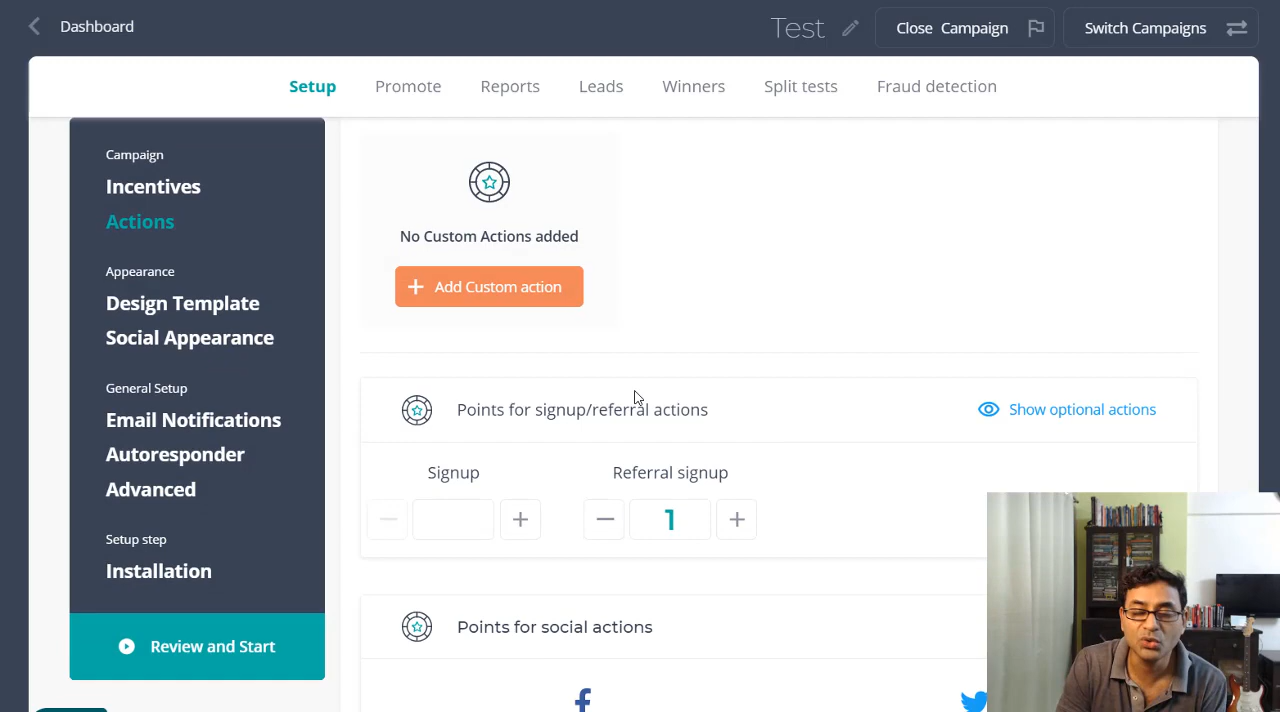 Dashboard
Test
Close Campaign
Switch Campaigns
Setup
Promote
Reports
Leads
Winners
Split tests
Fraud detection
Campaign
Incentives
Actions
Appearance
Design Template
Social Appearance
General Setup
Email Notifications
Autoresponder
Advanced
Setup step
Installation
Review and Start
No Custom Actions added
+ Add Custom action
Points for signup/referral actions
Show optional actions
Signup
Referral signup
1
Points for social actions